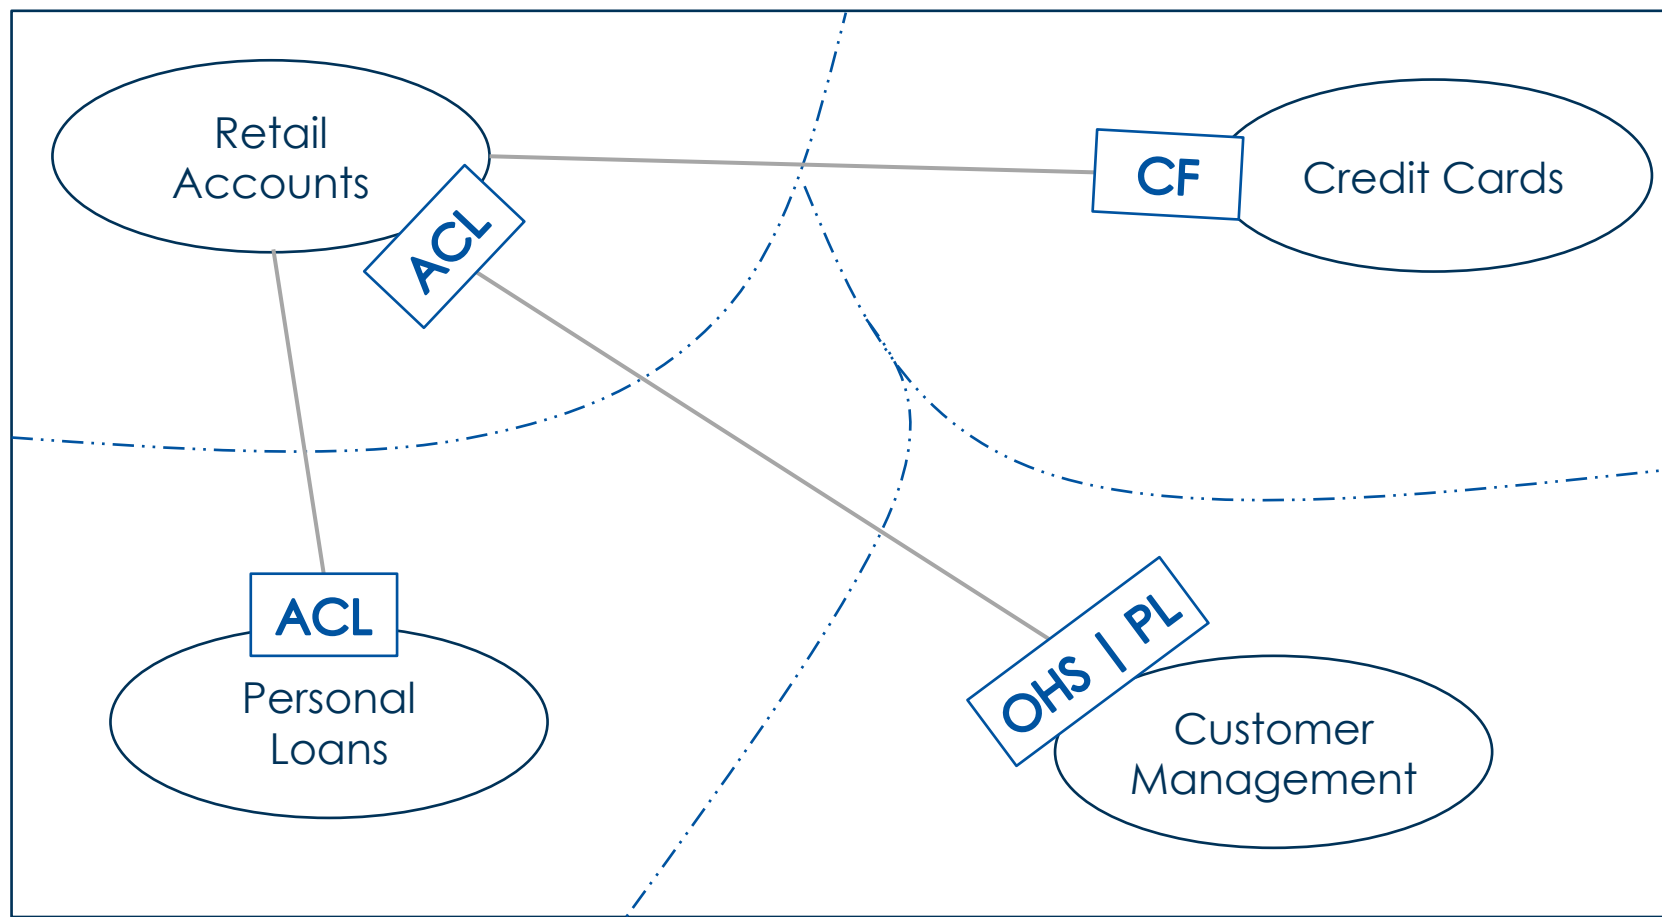 Retail
Accounts
ACL
CF
Credit Cards
ACL
Personal
Loans
OHS | PL
Customer
Management